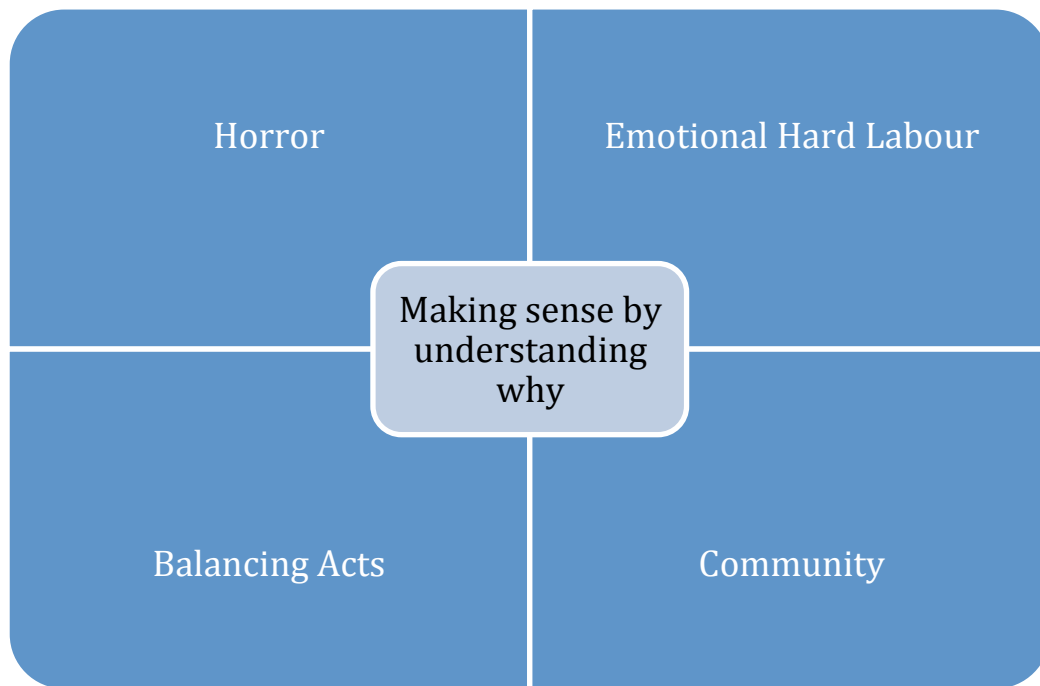 Horror
Emotional Hard Labour
Making sense by
understanding
why
Balancing Acts
Community